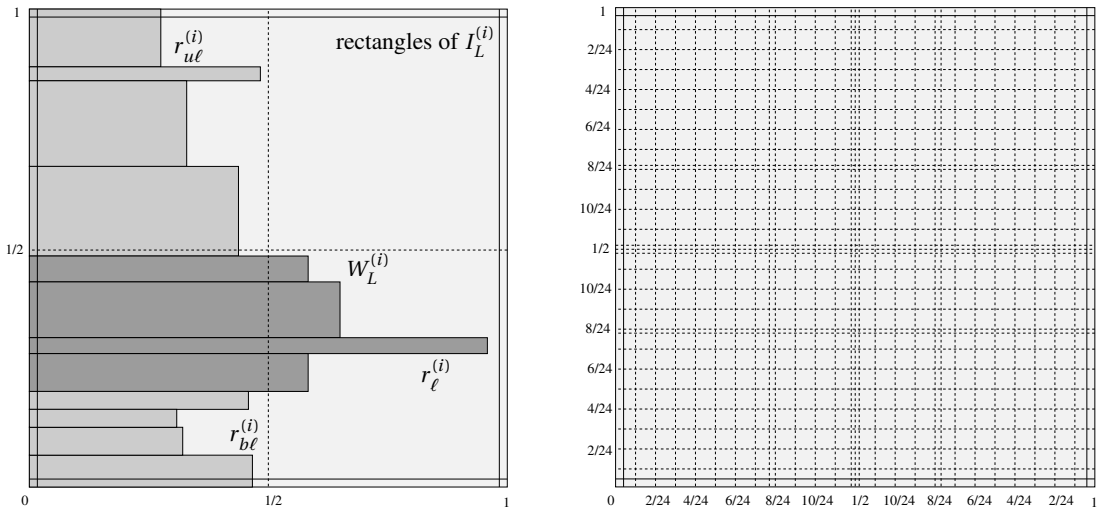 1
r_{uℓ}^{(i)}
rectangles of I_L^{(i)}
1/2
W_L^{(i)}
r_ℓ^{(i)}
r_{bℓ}^{(i)}
0 1/2 1
1
2/24
4/24
6/24
8/24
10/24
1/2
10/24
8/24
6/24
4/24
2/24
0 2/24 4/24 6/24 8/24 10/24 1/2 10/24 8/24 6/24 4/24 2/24 1